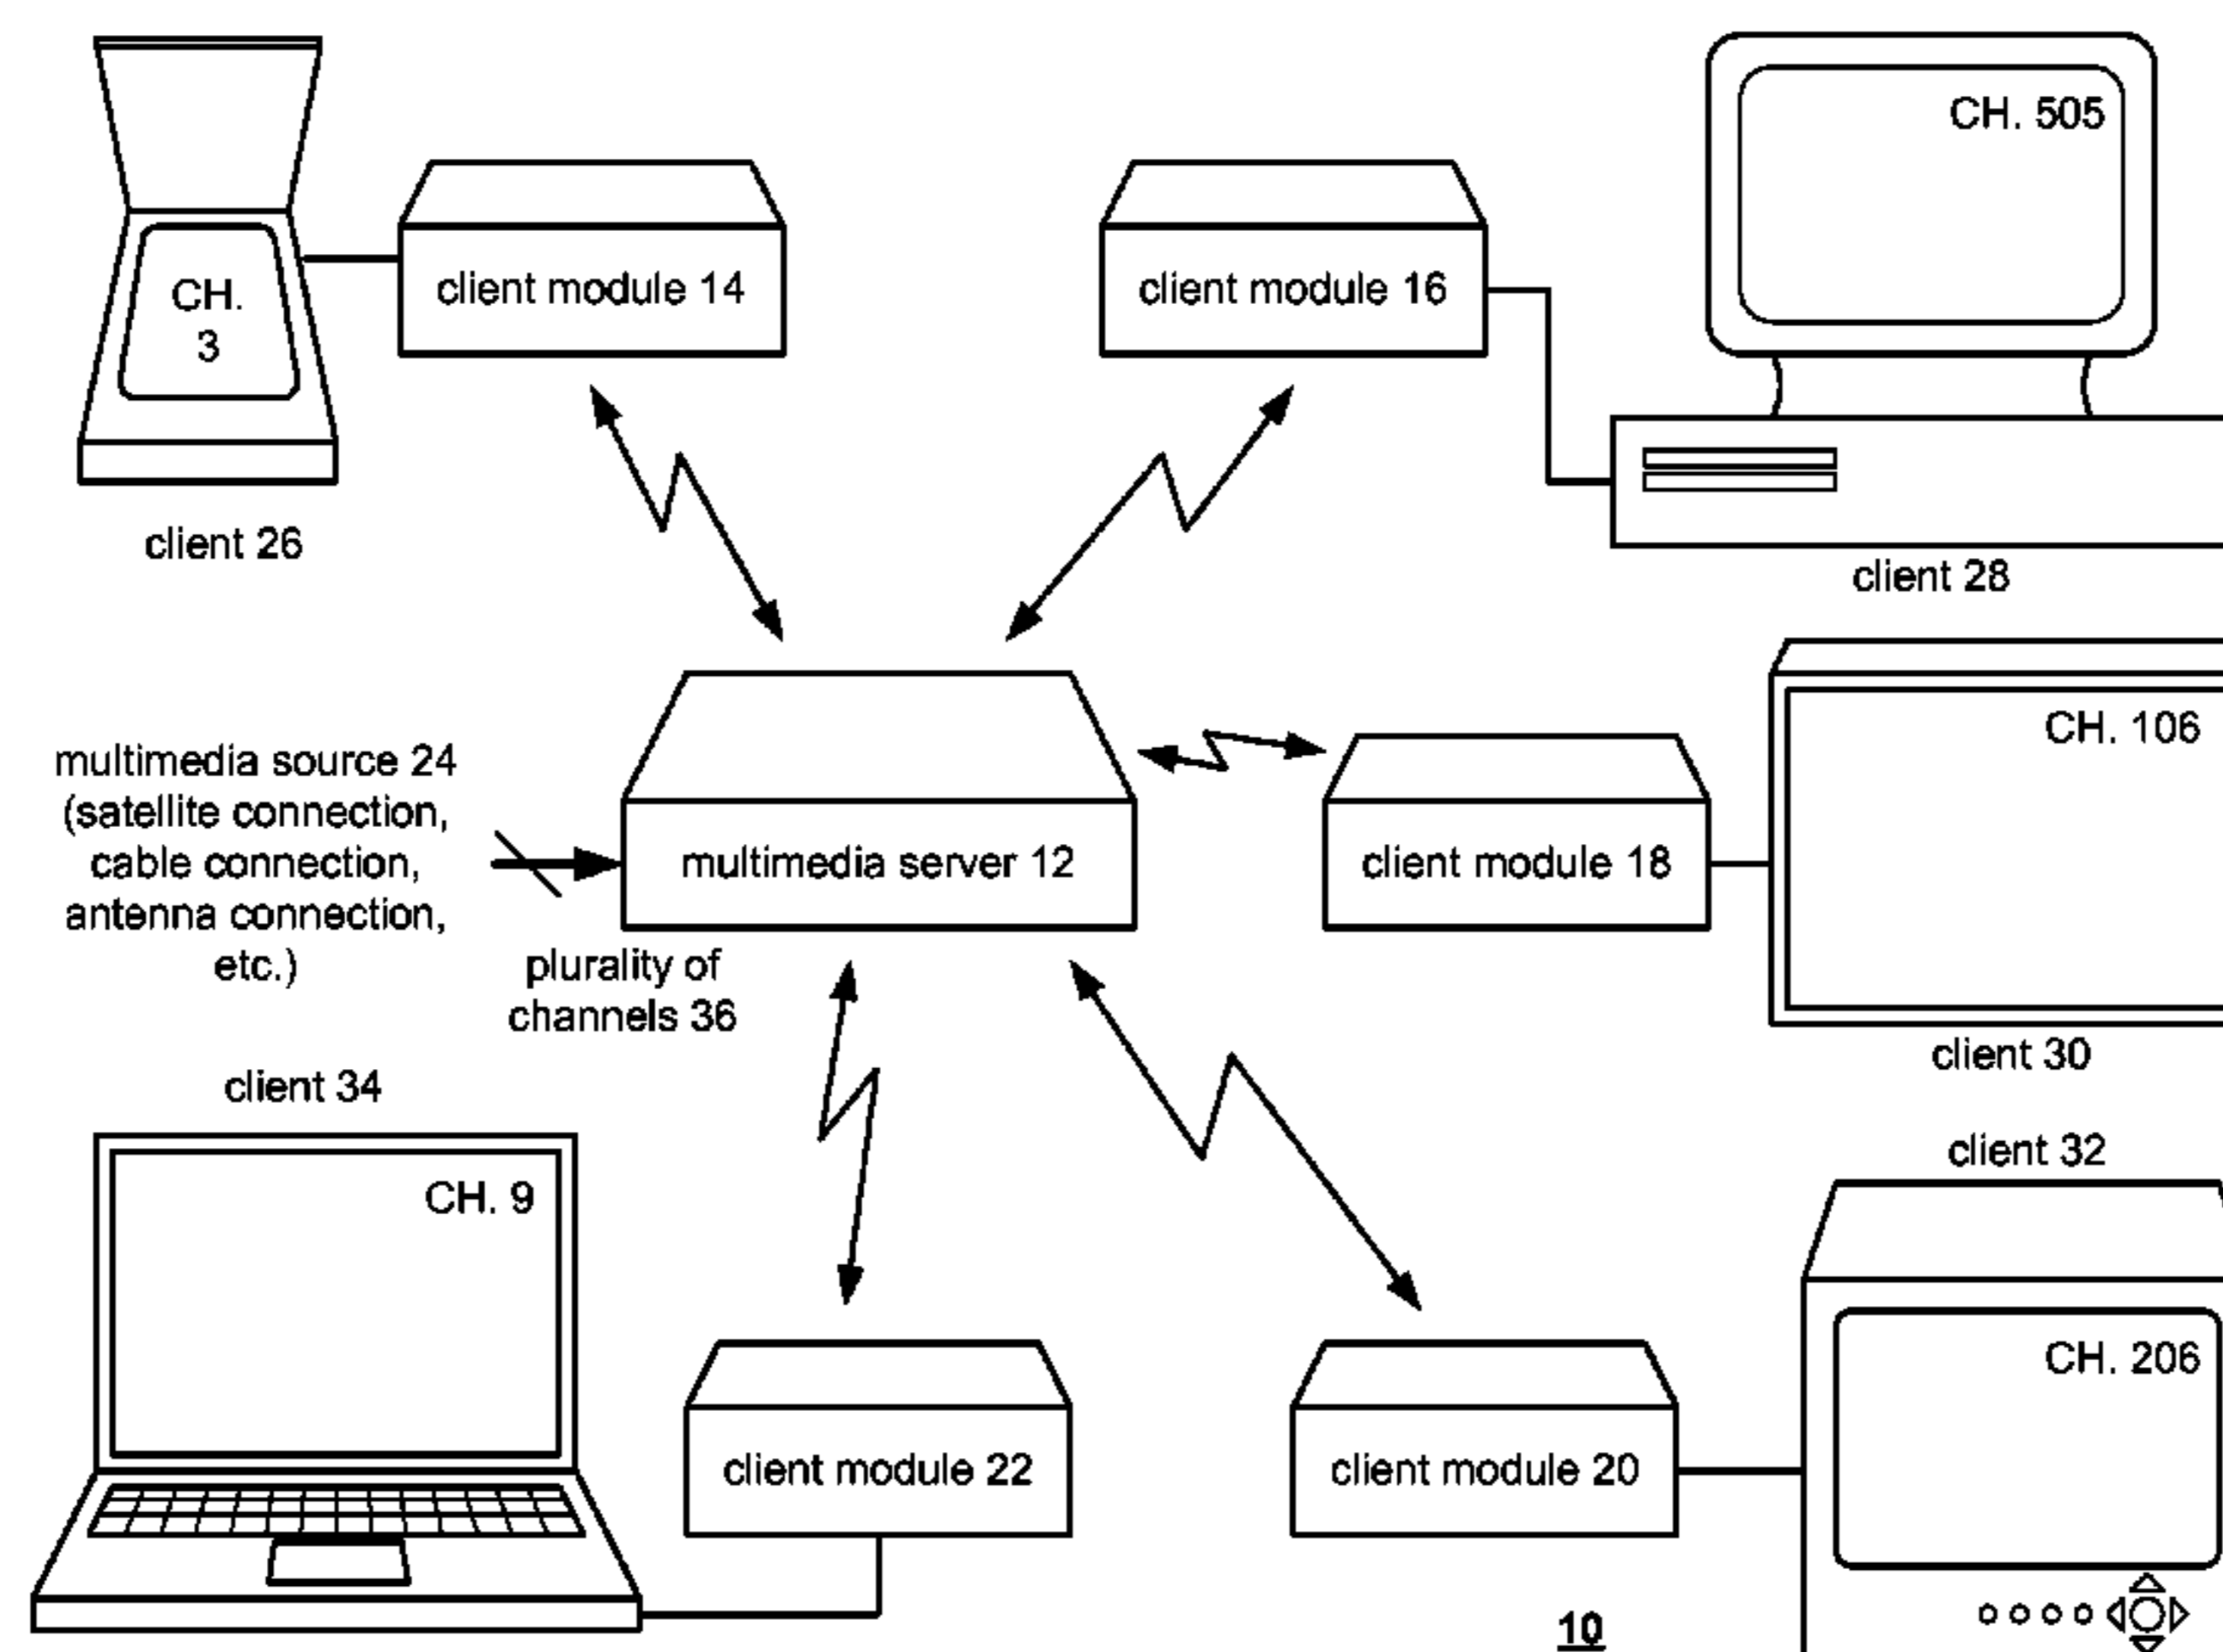 CH.
3
client module 14
client 26
client module 16
CH. 505
client 28
multimedia source 24
(satellite connection,
cable connection,
antenna connection,
etc.)
multimedia server 12
plurality of
channels 36
client module 18
CH. 106
client 30
client 34
CH. 9
client module 22
client module 20
client 32
CH. 206
10